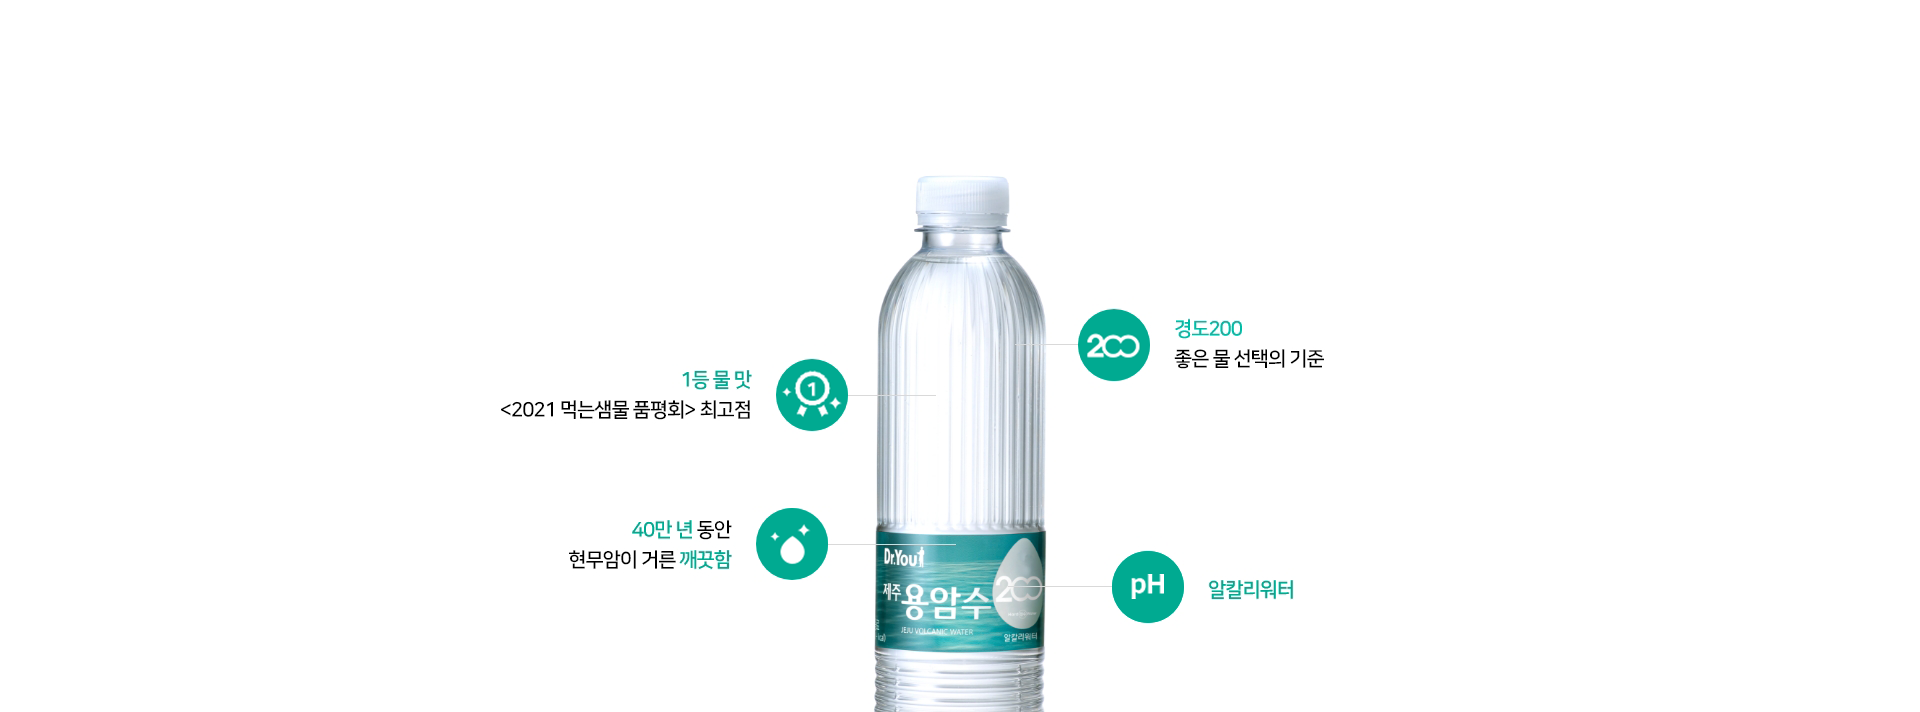 1등 물 맛
<2021 먹는샘물 품평회> 최고점
40만 년 동안
현무암이 거른 깨끗함
1
경도200
좋은 물 선택의 기준
200
pH
알칼리워터
Dr.You
제주 용암수 200
JEJU VOLCANIC WATER
알칼리워터